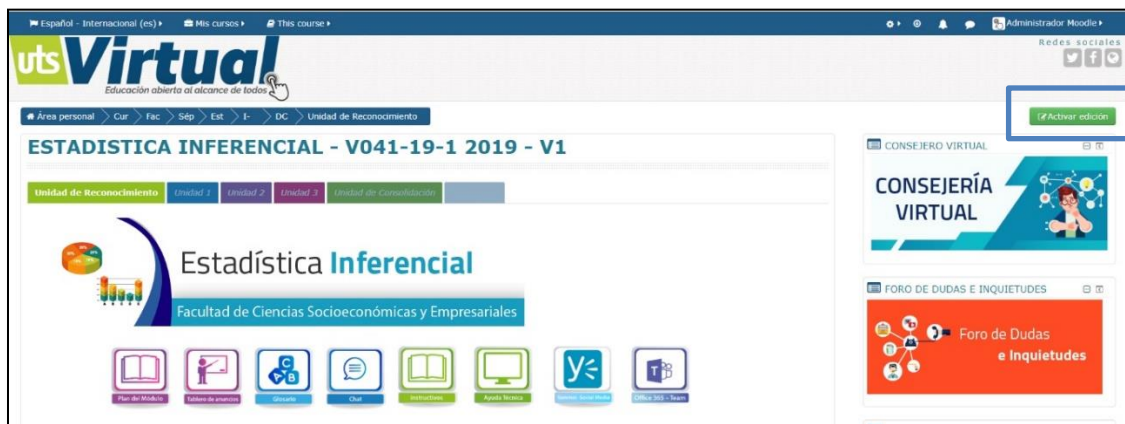 Español - Internacional (es) Mis cursos This course Administrador Moodle
Redes sociales
uts Virtual
Educación abierta al alcance de todos
Área personal Cur Fac Sép Est I- DC Unidad de Reconocimiento Activar edición
ESTADISTICA INFERENCIAL - V041-19-1 2019 - V1
Unidad de Reconocimiento Unidad 1 Unidad 2 Unidad 3 Unidad de Consolidación
Estadística Inferencial
Facultad de Ciencias Socioeconómicas y Empresariales
Plan del Módulo Tablero de anuncios Glosario Chat Instructivos Ayuda Técnica Office 365 - Team
CONSEJERO VIRTUAL
CONSEJERÍA
VIRTUAL
FORO DE DUDAS E INQUIETUDES
Foro de Dudas
e Inquietudes